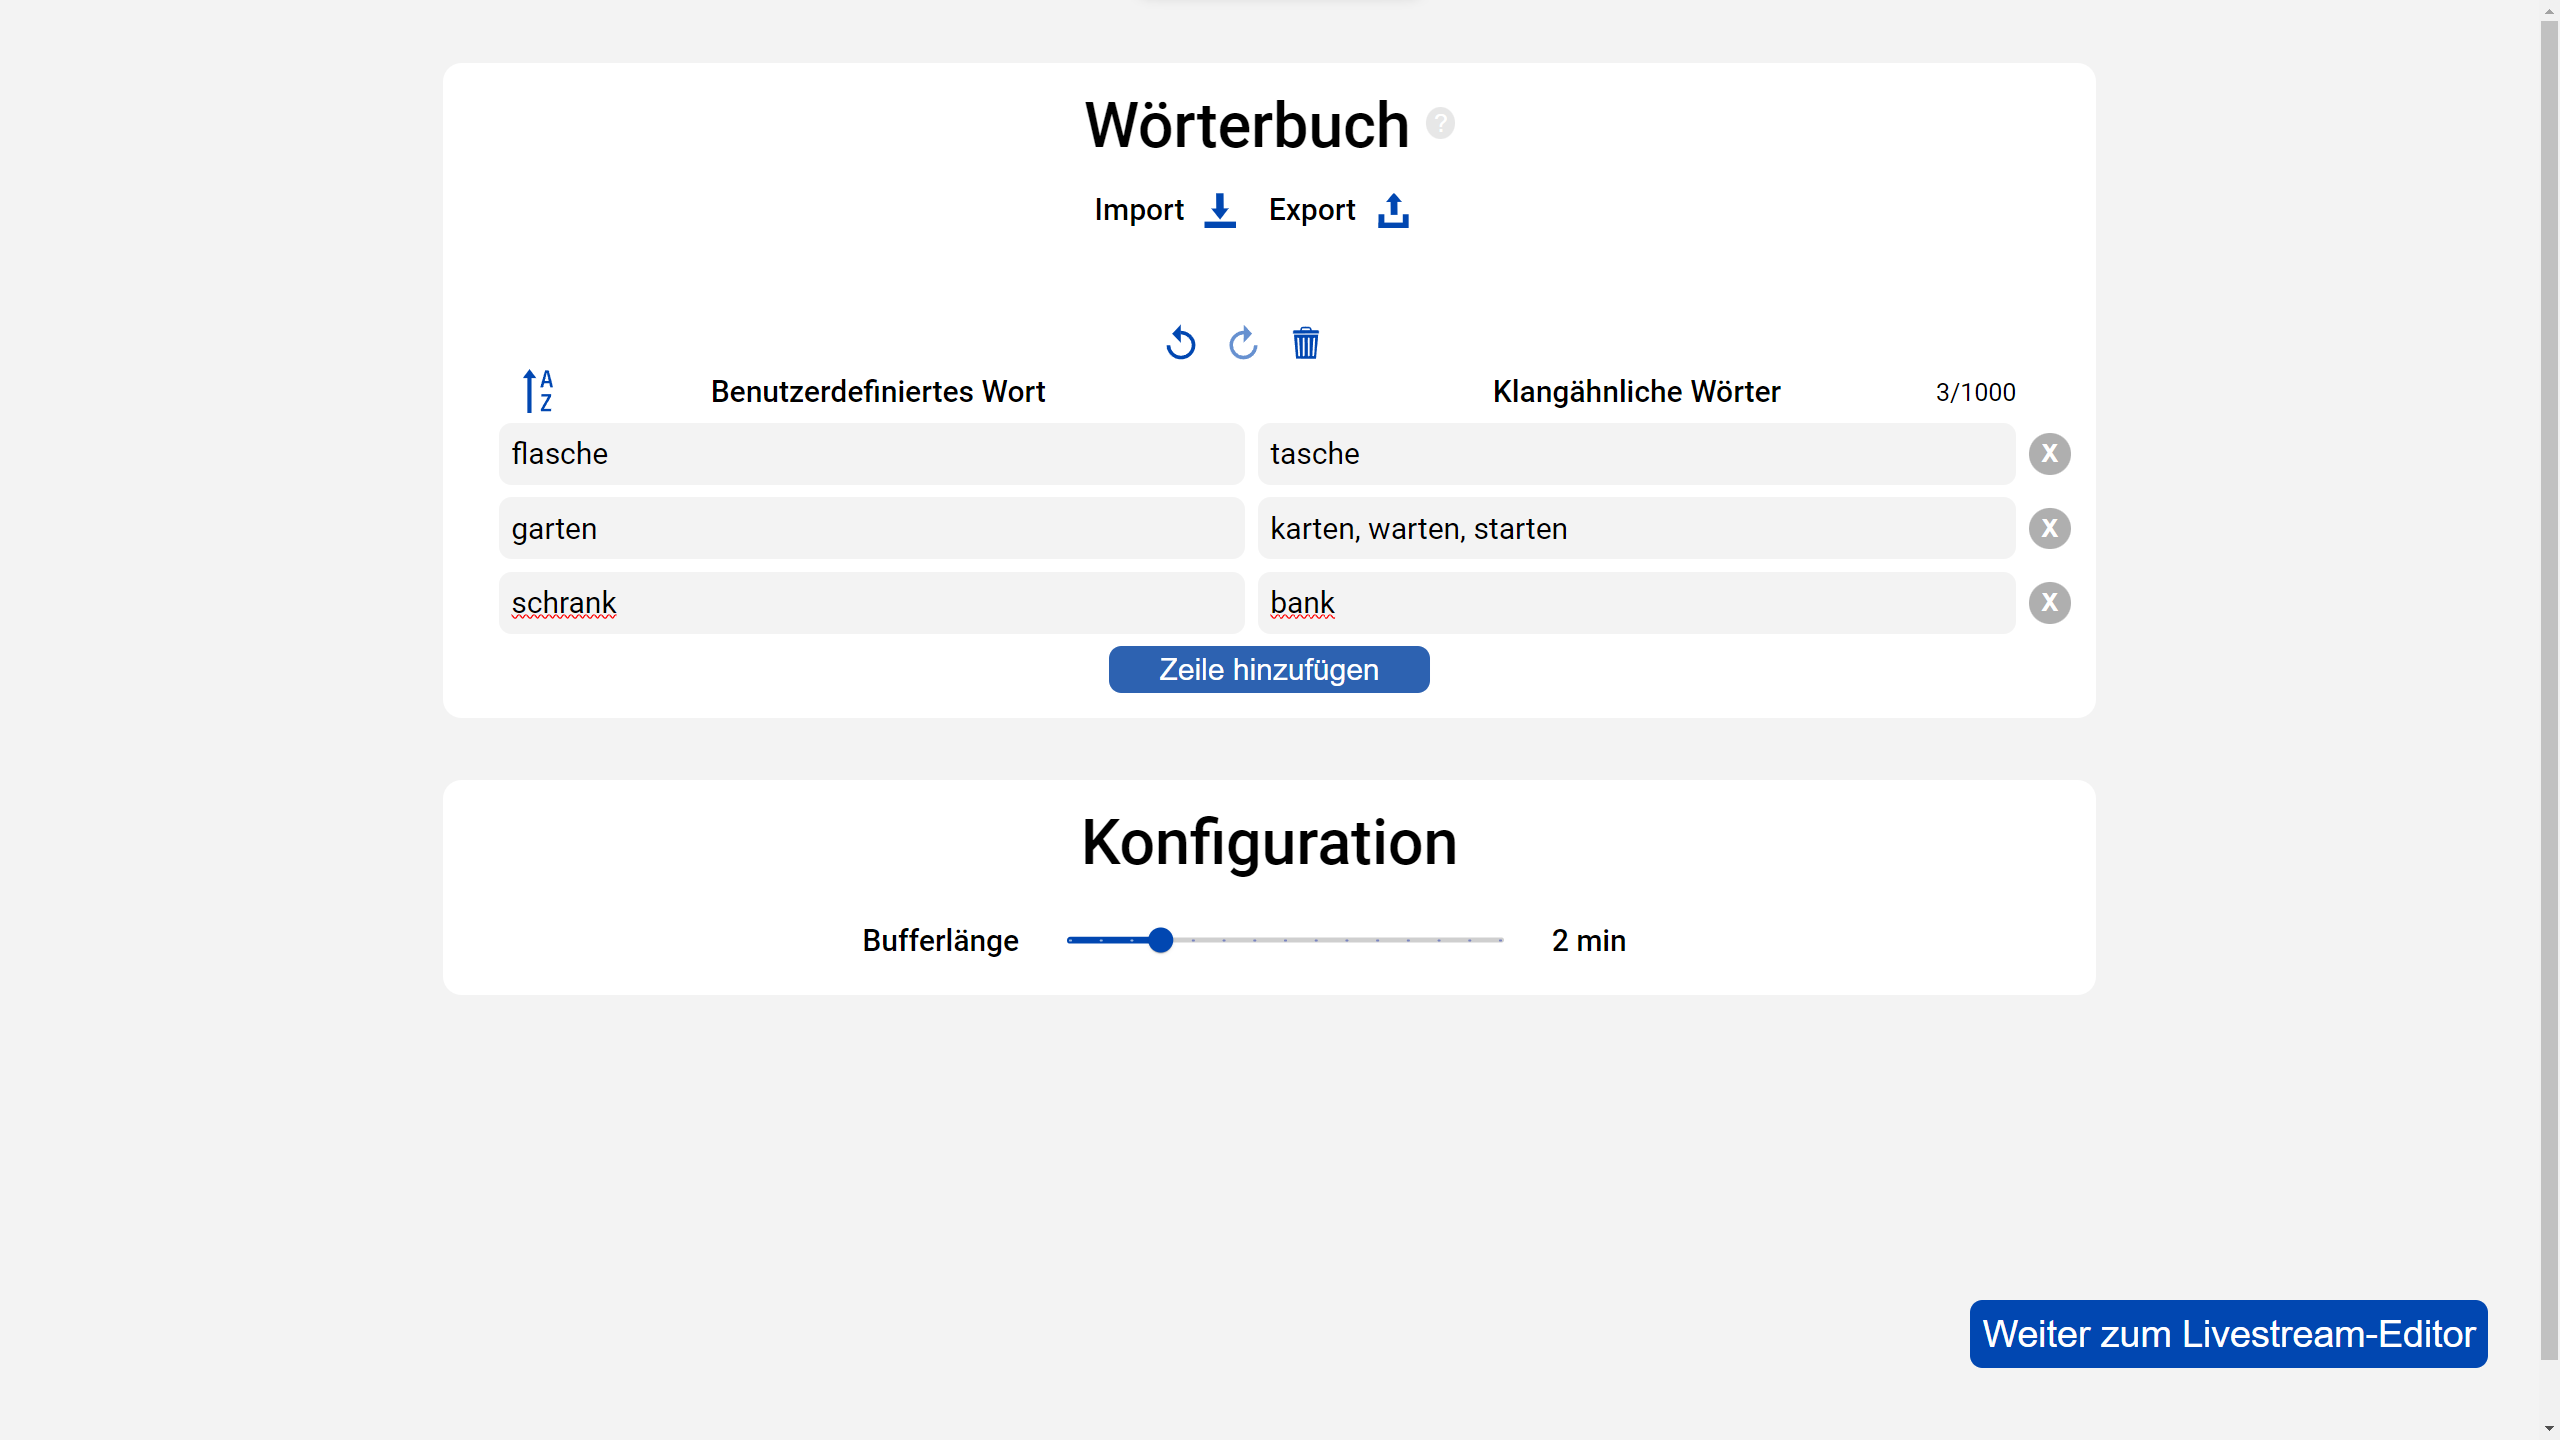 Wörterbuch ?
Import Export
A
Z
Benutzerdefiniertes Wort Klangähnliche Wörter 3/1000
flasche tasche X
garten karten, warten, starten X
schrank bank X
Zeile hinzufügen
Konfiguration
Bufferlänge 2 min
Weiter zum Livestream-Editor